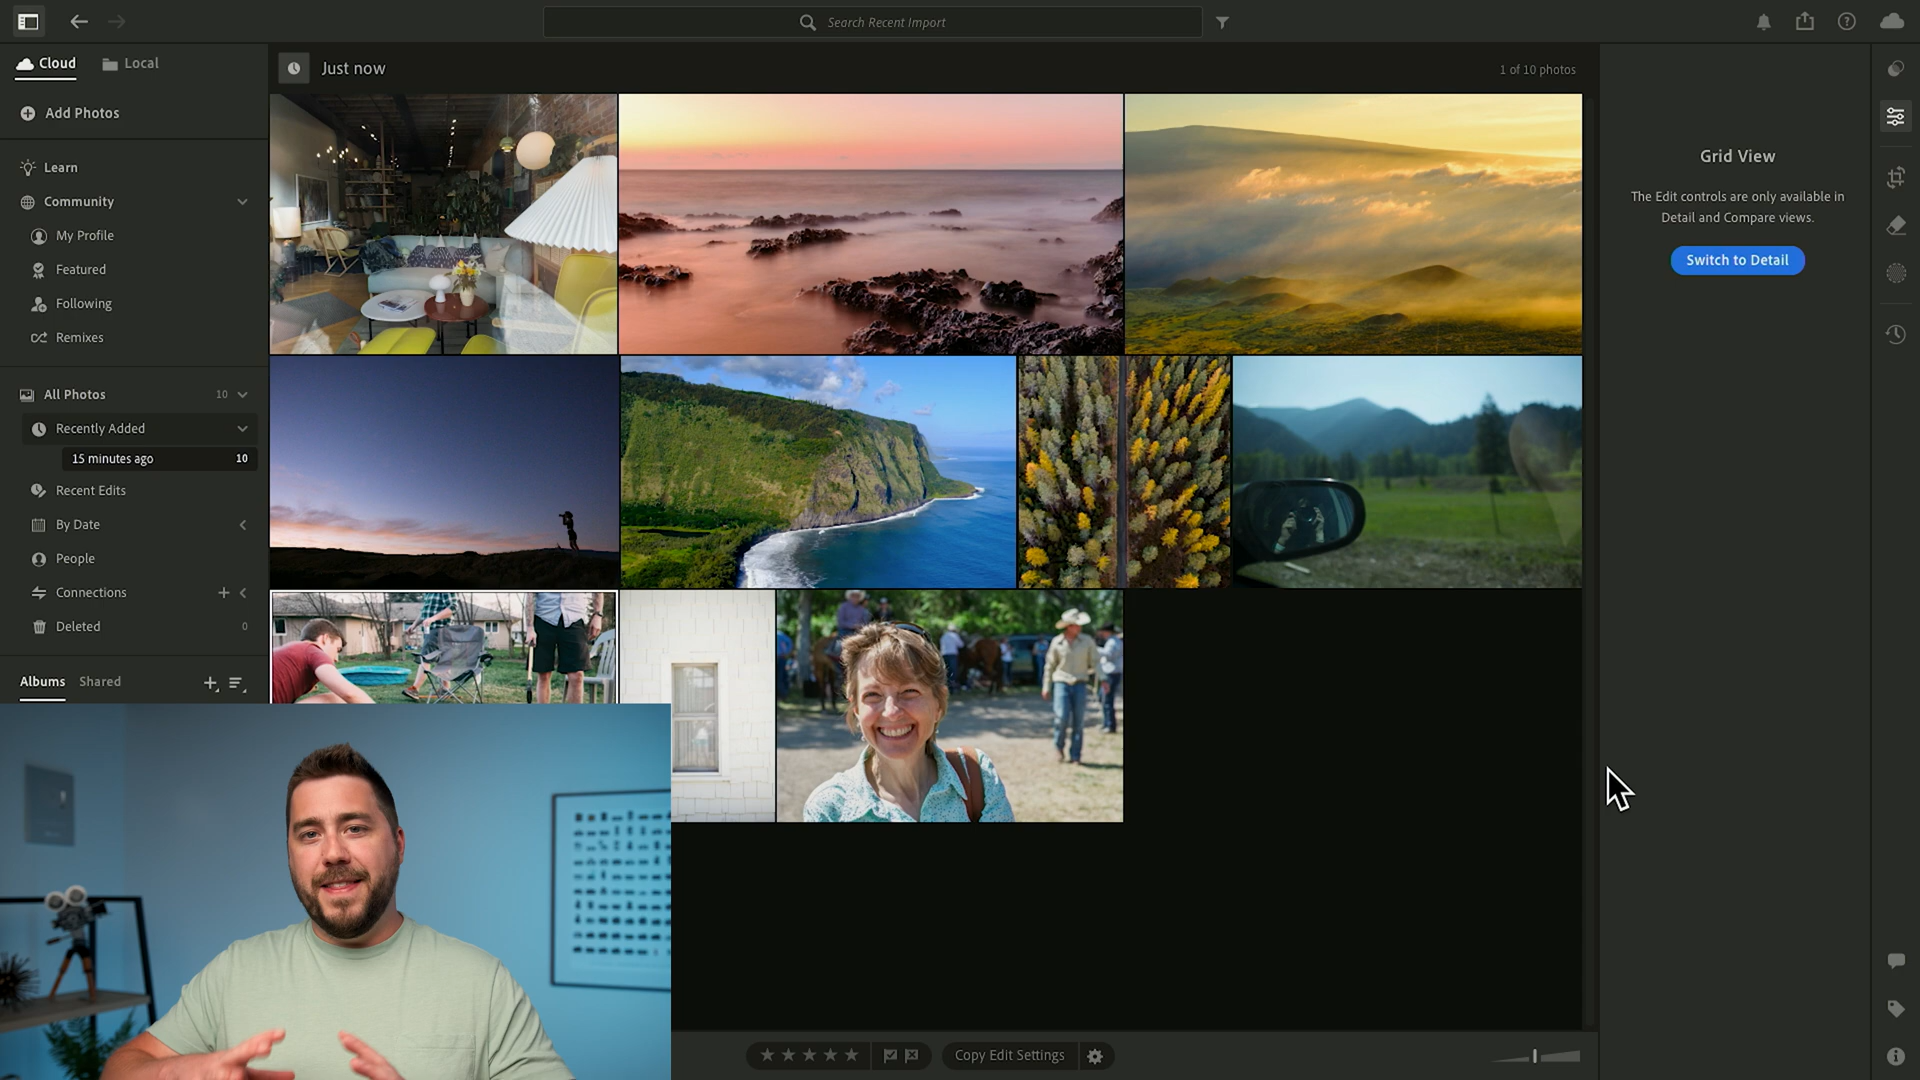 Search Recent Import
Cloud
Local
Just now
1 of 10 photos
Add Photos
Learn
Community
My Profile
Featured
Following
Remixes
All Photos
10
Recently Added
15 minutes ago
10
Recent Edits
By Date
People
Connections
Deleted
0
Albums
Shared
Grid View
The Edit controls are only available in
Detail and Compare views.
Switch to Detail
Copy Edit Settings